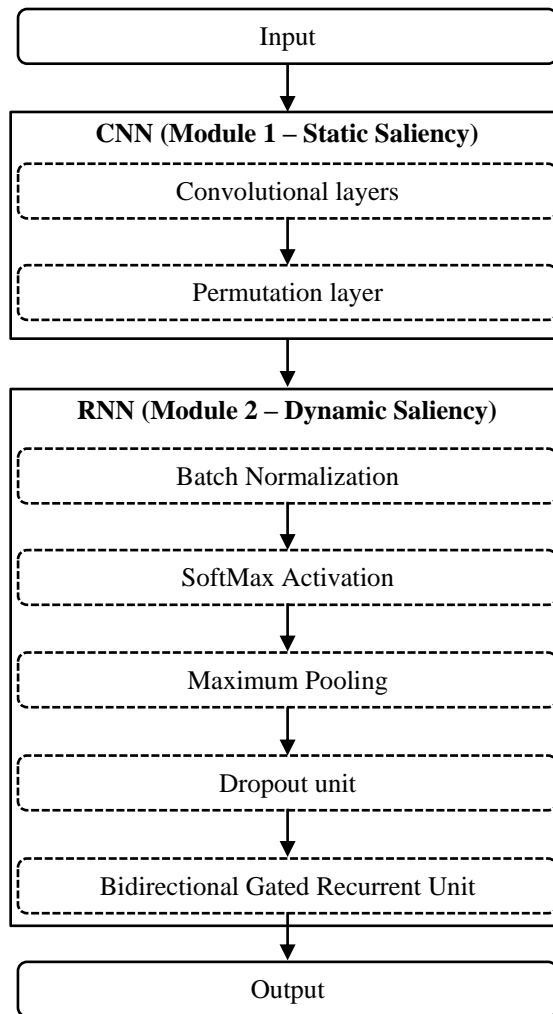 Input
CNN (Module 1 – Static Saliency)
Convolutional layers
Permutation layer
RNN (Module 2 – Dynamic Saliency)
Batch Normalization
SoftMax Activation
Maximum Pooling
Dropout unit
Bidirectional Gated Recurrent Unit
Output